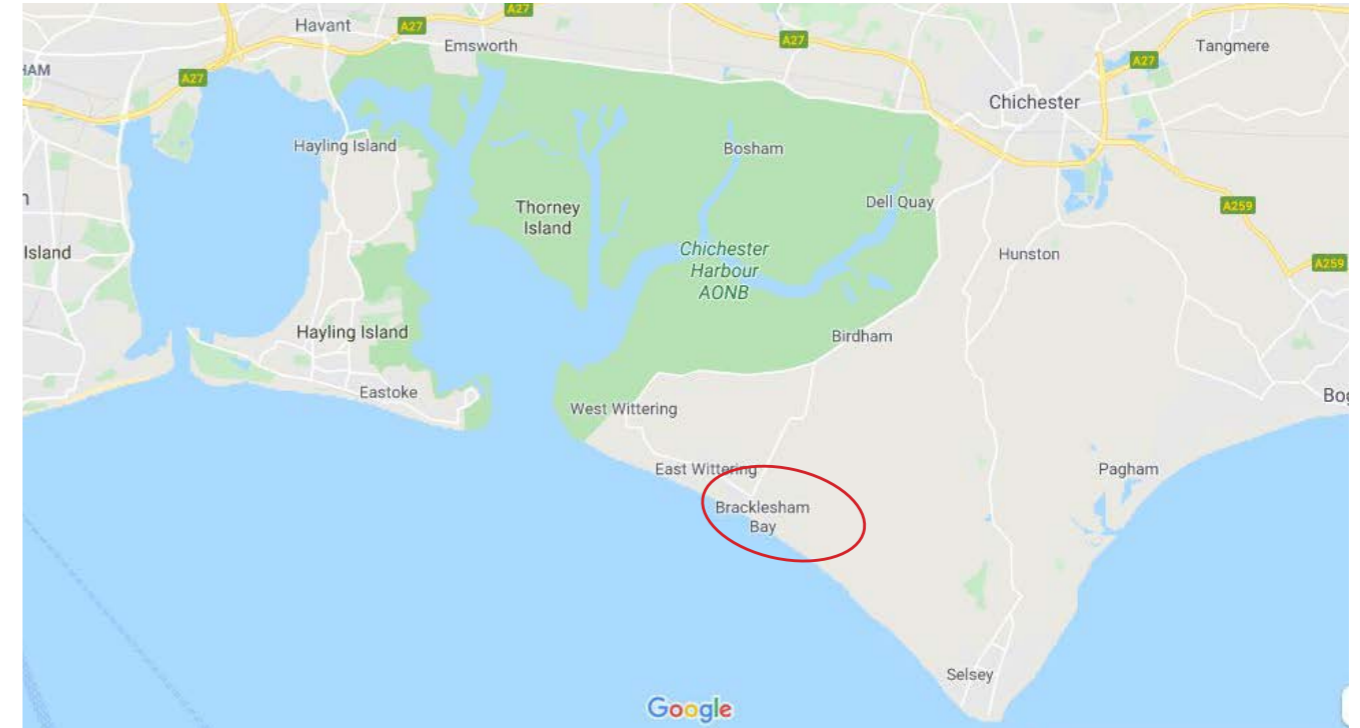 A27
Havant
A27
Emsworth
A27
Tangmere
A27
HAM
A27
Chichester
Hayling Island
Bosham
Dell Quay
Thorney
Island
A259
Island
Chichester
Harbour
AONB
Hunston
A259
Hayling Island
Birdham
Eastoke
West Wittering
Bog
East Wittering
Pagham
Bracklesham
Bay
Selsey
Google